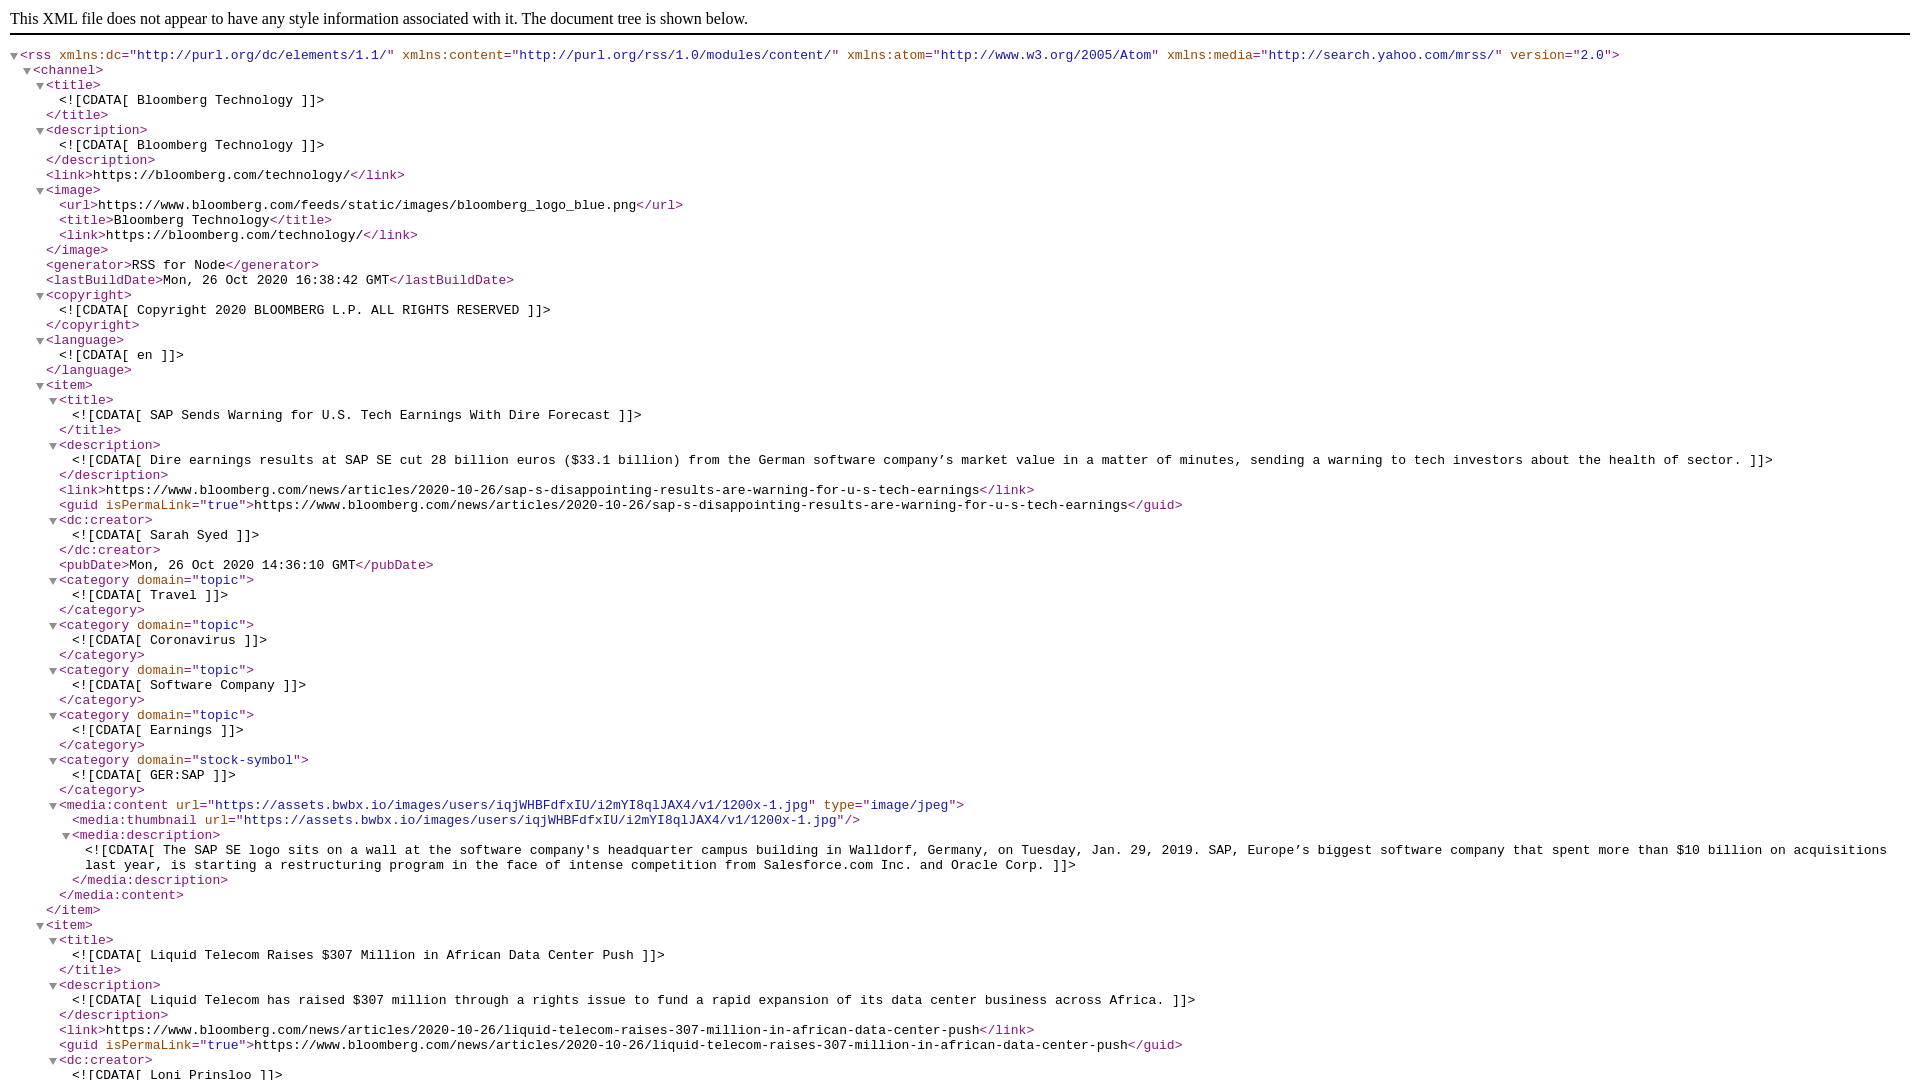 This XML file does not appear to have any style information associated with it. The document tree is shown below.
<rss xmlns:dc="http://purl.org/dc/elements/1.1/" xmlns:content="http://purl.org/rss/1.0/modules/content/" xmlns:atom="http://www.w3.org/2005/Atom" xmlns:media="http://search.yahoo.com/mrss/" version="2.0">
<channel>
<title>
<![CDATA[ Bloomberg Technology ]]>
</title>
<description>
<![CDATA[ Bloomberg Technology ]]>
</description>
<link>https://bloomberg.com/technology/</link>
<image>
<url>https://www.bloomberg.com/feeds/static/images/bloomberg_logo_blue.png</url>
<title>Bloomberg Technology</title>
<link>https://bloomberg.com/technology/</link>
</image>
<generator>RSS for Node</generator>
<lastBuildDate>Mon, 26 Oct 2020 16:38:42 GMT</lastBuildDate>
<copyright>
<![CDATA[ Copyright 2020 BLOOMBERG L.P. ALL RIGHTS RESERVED ]]>
</copyright>
<language>
<![CDATA[ en ]]>
</language>
<item>
<title>
<![CDATA[ SAP Sends Warning for U.S. Tech Earnings With Dire Forecast ]]>
</title>
<description>
<![CDATA[ Dire earnings results at SAP SE cut 28 billion euros ($33.1 billion) from the German software company’s market value in a matter of minutes, sending a warning to tech investors about the health of sector. ]]>
</description>
<link>https://www.bloomberg.com/news/articles/2020-10-26/sap-s-disappointing-results-are-warning-for-u-s-tech-earnings</link>
<guid isPermaLink="true">https://www.bloomberg.com/news/articles/2020-10-26/sap-s-disappointing-results-are-warning-for-u-s-tech-earnings</guid>
<dc:creator>
<![CDATA[ Sarah Syed ]]>
</dc:creator>
<pubDate>Mon, 26 Oct 2020 14:36:10 GMT</pubDate>
<category domain="topic">
<![CDATA[ Travel ]]>
</category>
<category domain="topic">
<![CDATA[ Coronavirus ]]>
</category>
<category domain="topic">
<![CDATA[ Software Company ]]>
</category>
<category domain="topic">
<![CDATA[ Earnings ]]>
</category>
<category domain="stock-symbol">
<![CDATA[ GER:SAP ]]>
</category>
<media:content url="https://assets.bwbx.io/images/users/iqjWHBFdfxIU/i2mYI8qlJAX4/v1/1200x-1.jpg" type="image/jpeg">
<media:thumbnail url="https://assets.bwbx.io/images/users/iqjWHBFdfxIU/i2mYI8qlJAX4/v1/1200x-1.jpg"/>
<media:description>
<![CDATA[ The SAP SE logo sits on a wall at the software company's headquarter campus building in Walldorf, Germany, on Tuesday, Jan. 29, 2019. SAP, Europe’s biggest software company that spent more than $10 billion on acquisitions
last year, is starting a restructuring program in the face of intense competition from Salesforce.com Inc. and Oracle Corp. ]]>
</media:description>
</media:content>
</item>
<item>
<title>
<![CDATA[ Liquid Telecom Raises $307 Million in African Data Center Push ]]>
</title>
<description>
<![CDATA[ Liquid Telecom has raised $307 million through a rights issue to fund a rapid expansion of its data center business across Africa. ]]>
</description>
<link>https://www.bloomberg.com/news/articles/2020-10-26/liquid-telecom-raises-307-million-in-african-data-center-push</link>
<guid isPermaLink="true">https://www.bloomberg.com/news/articles/2020-10-26/liquid-telecom-raises-307-million-in-african-data-center-push</guid>
<dc:creator>
<![CDATA[ Loni Prinsloo ]]>